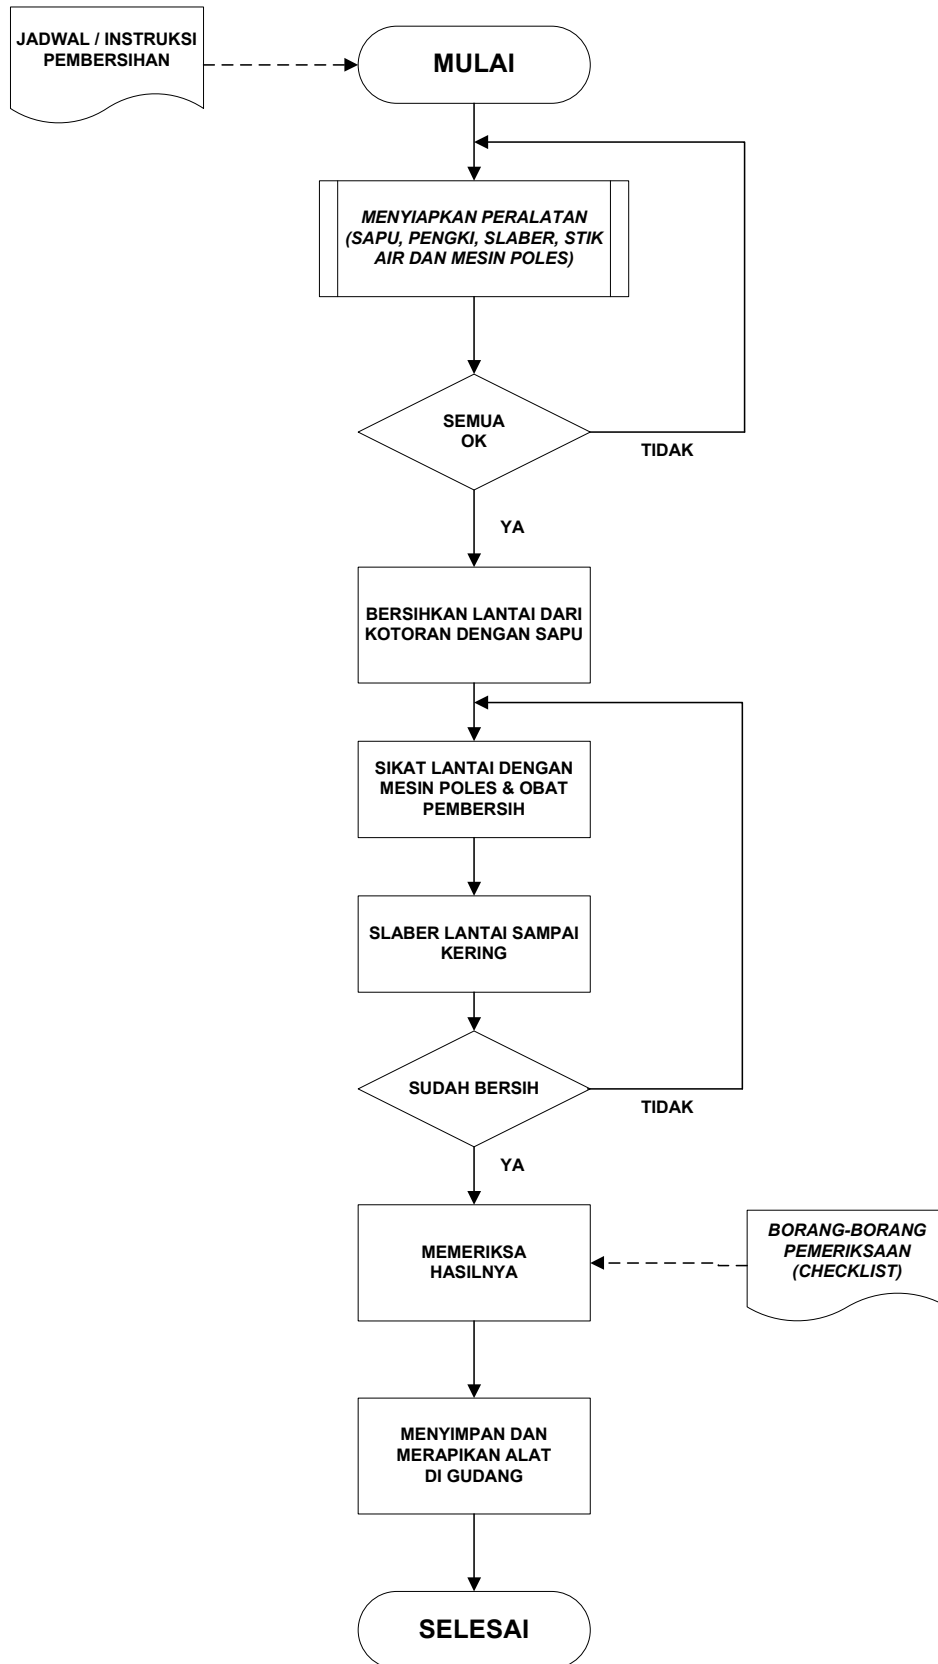 JADWAL / INSTRUKSI
PEMBERSIHAN
MULAI
MENYIAPKAN PERALATAN
(SAPU, PENGKI, SLABER, STIK
AIR DAN MESIN POLES)
SEMUA
OK
TIDAK
YA
BERSIHKAN LANTAI DARI
KOTORAN DENGAN SAPU
SIKAT LANTAI DENGAN
MESIN POLES & OBAT
PEMBERSIH
SLABER LANTAI SAMPAI
KERING
SUDAH BERSIH
TIDAK
YA
MEMERIKSA
HASILNYA
BORANG-BORANG
PEMERIKSAAN
(CHECKLIST)
MENYIMPAN DAN
MERAPIKAN ALAT
DI GUDANG
SELESAI